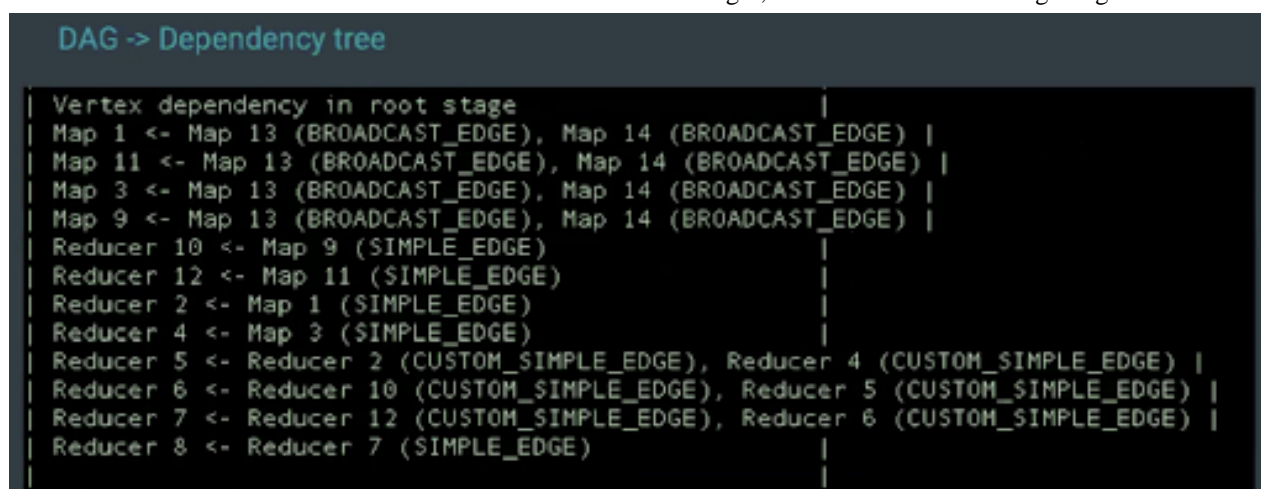 DAG -> Dependency tree
| Vertex dependency in root stage |
| Map 1 <- Map 13 (BROADCAST_EDGE), Map 14 (BROADCAST_EDGE) |
| Map 11 <- Map 13 (BROADCAST_EDGE), Map 14 (BROADCAST_EDGE) |
| Map 3 <- Map 13 (BROADCAST_EDGE), Map 14 (BROADCAST_EDGE) |
| Map 9 <- Map 13 (BROADCAST_EDGE), Map 14 (BROADCAST_EDGE) |
| Reducer 10 <- Map 9 (SIMPLE_EDGE) |
| Reducer 12 <- Map 11 (SIMPLE_EDGE) |
| Reducer 2 <- Map 1 (SIMPLE_EDGE) |
| Reducer 4 <- Map 3 (SIMPLE_EDGE) |
| Reducer 5 <- Reducer 2 (CUSTOM_SIMPLE_EDGE), Reducer 4 (CUSTOM_SIMPLE_EDGE) |
| Reducer 6 <- Reducer 10 (CUSTOM_SIMPLE_EDGE), Reducer 5 (CUSTOM_SIMPLE_EDGE) |
| Reducer 7 <- Reducer 12 (CUSTOM_SIMPLE_EDGE), Reducer 6 (CUSTOM_SIMPLE_EDGE) |
| Reducer 8 <- Reducer 7 (SIMPLE_EDGE) |